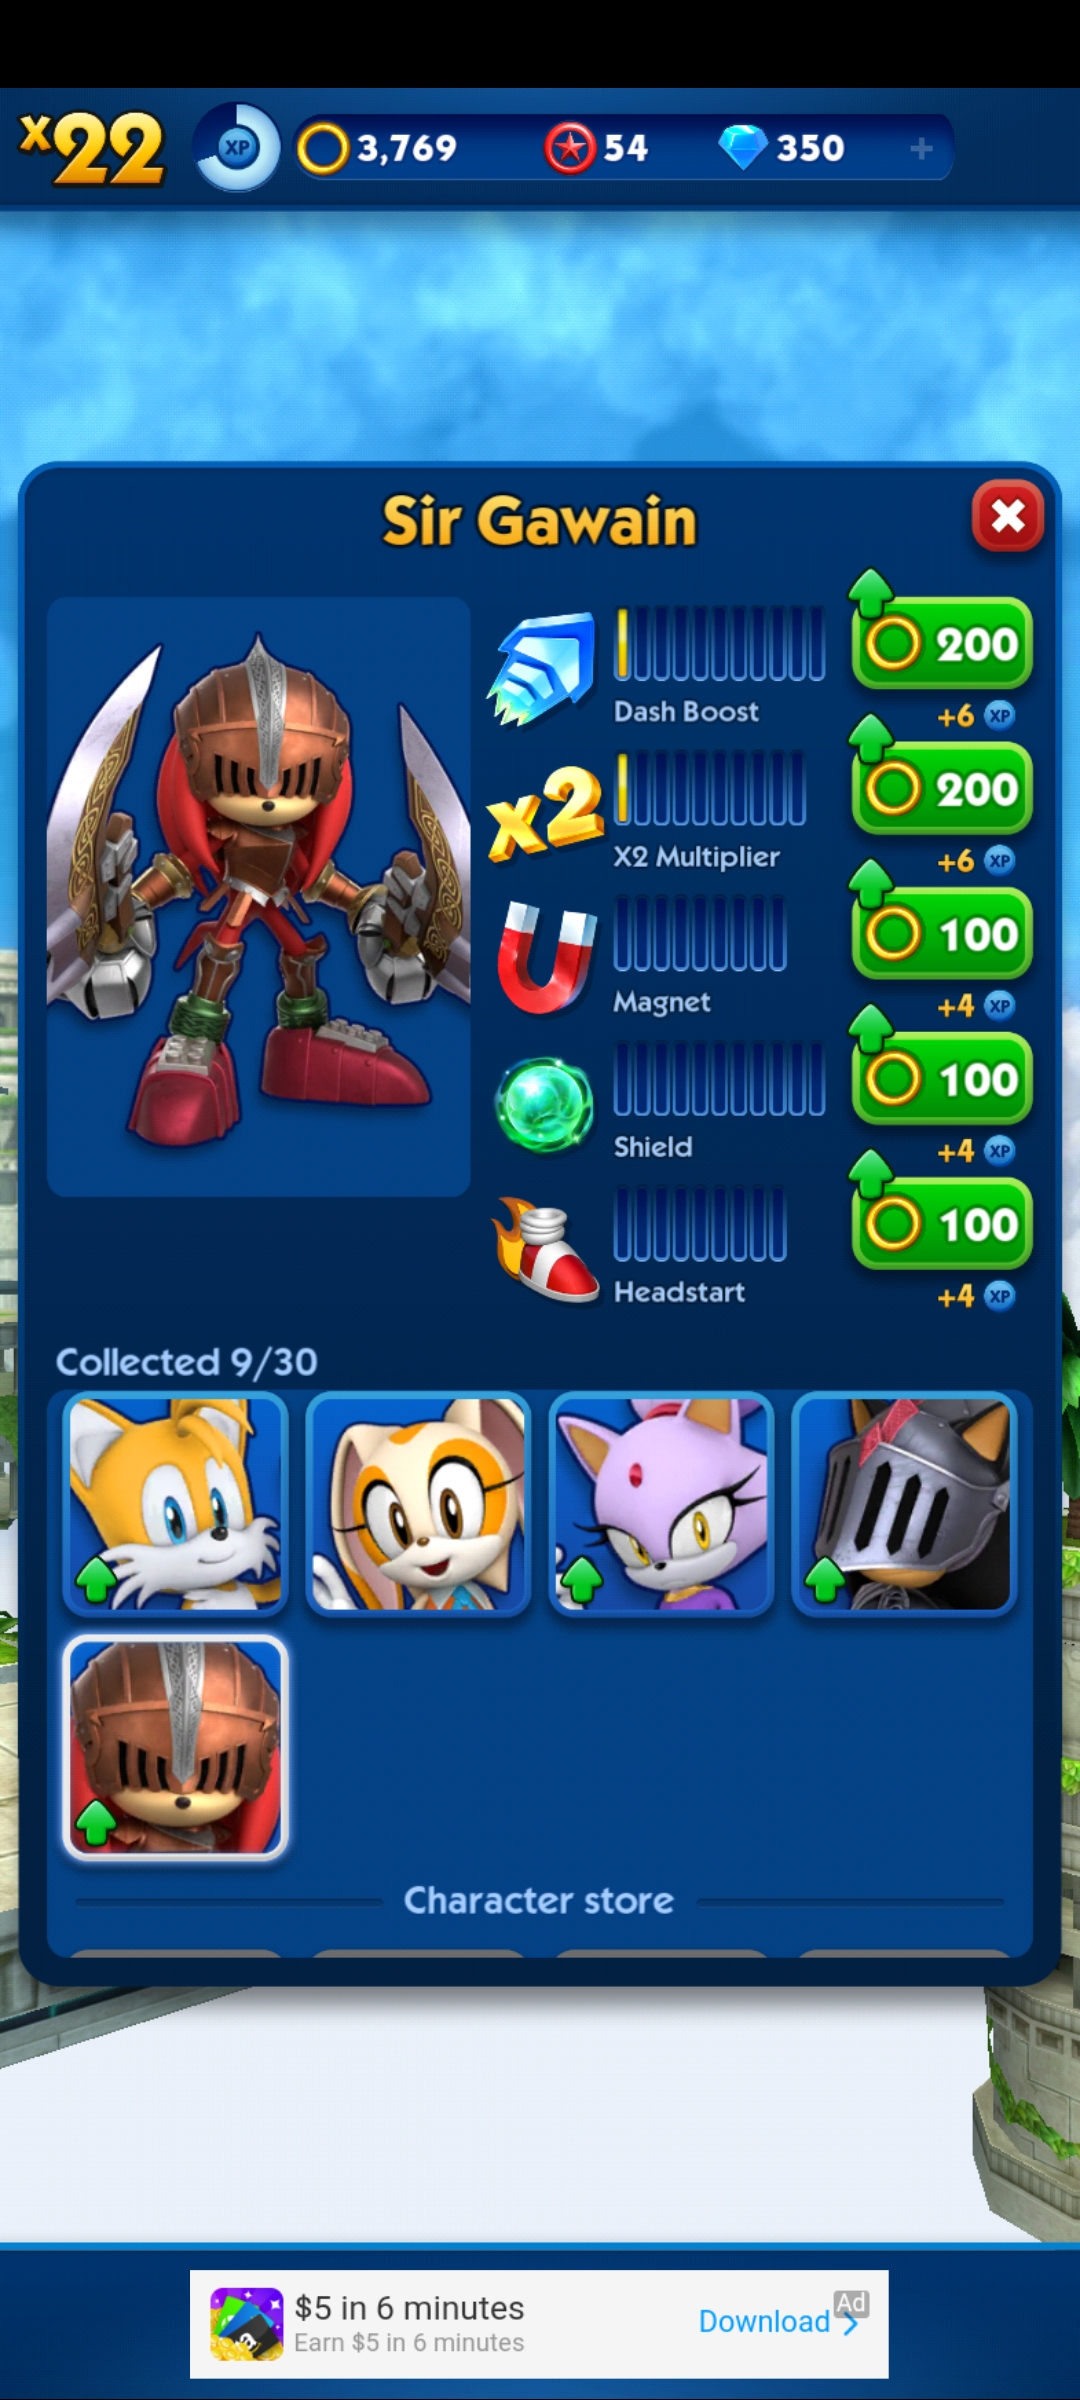 x22 XP 3,769 54 350 +
Sir Gawain
200
Dash Boost
+6 XP
x2
200
X2 Multiplier
+6 XP
100
Magnet
+4 XP
100
Shield
+4 XP
100
Headstart
+4 XP
Collected 9/30
Character store
$5 in 6 minutes
Earn $5 in 6 minutes
Download
Ad